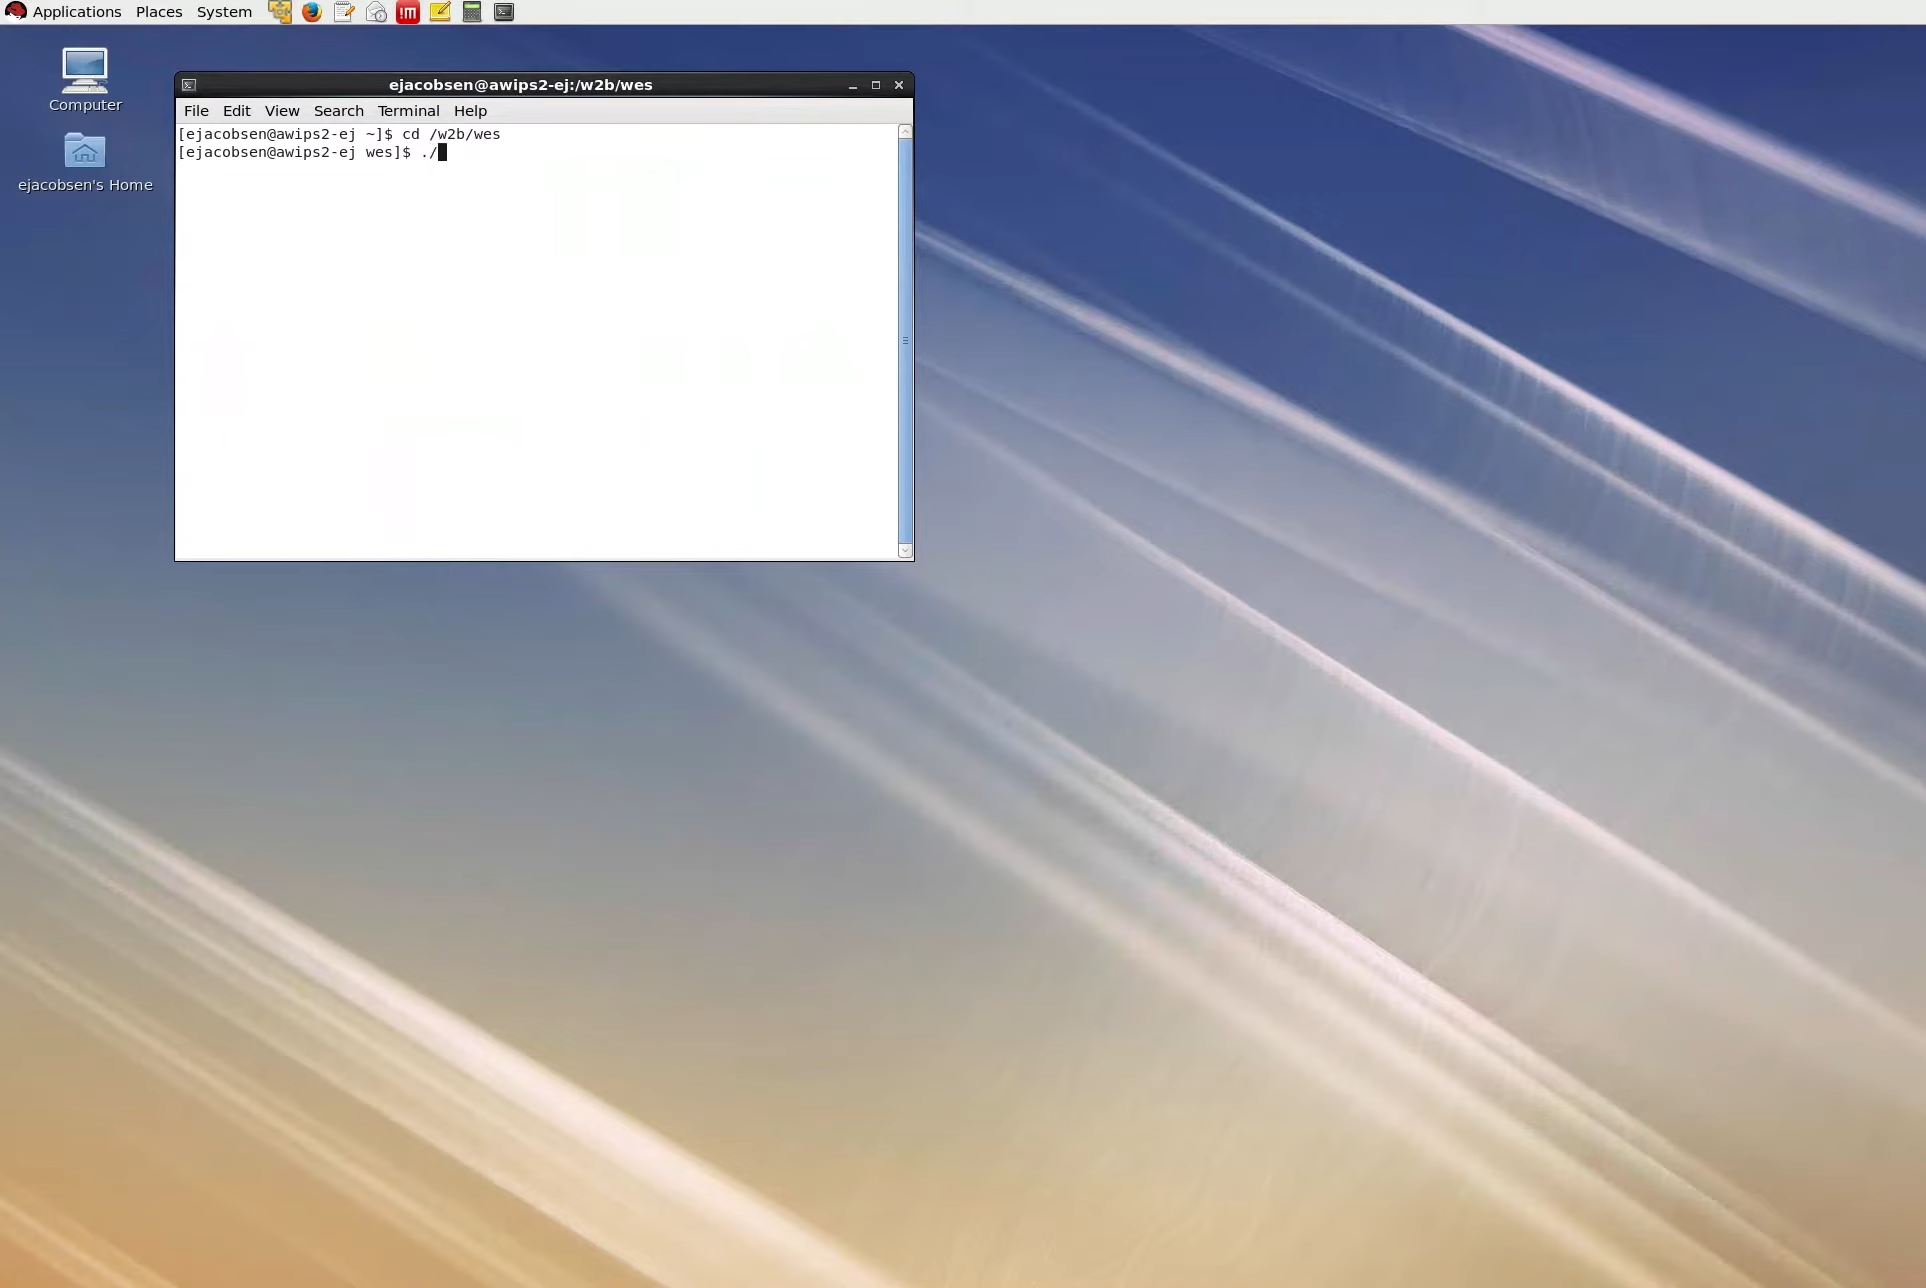 Applications Places System
!m
Computer
ejacobsen's Home
ejacobsen@awips2-ej:/w2b/wes
File Edit View Search Terminal Help
[ejacobsen@awips2-ej ~]$ cd /w2b/wes
[ejacobsen@awips2-ej wes]$ ./